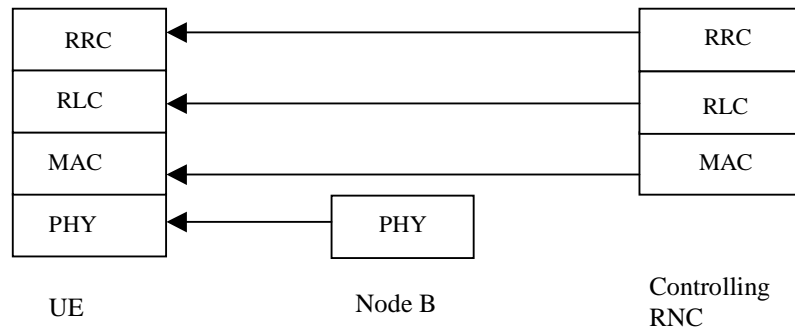 RRC
RRC
RLC
RLC
MAC
MAC
PHY
PHY
UE
Node B
Controlling
RNC